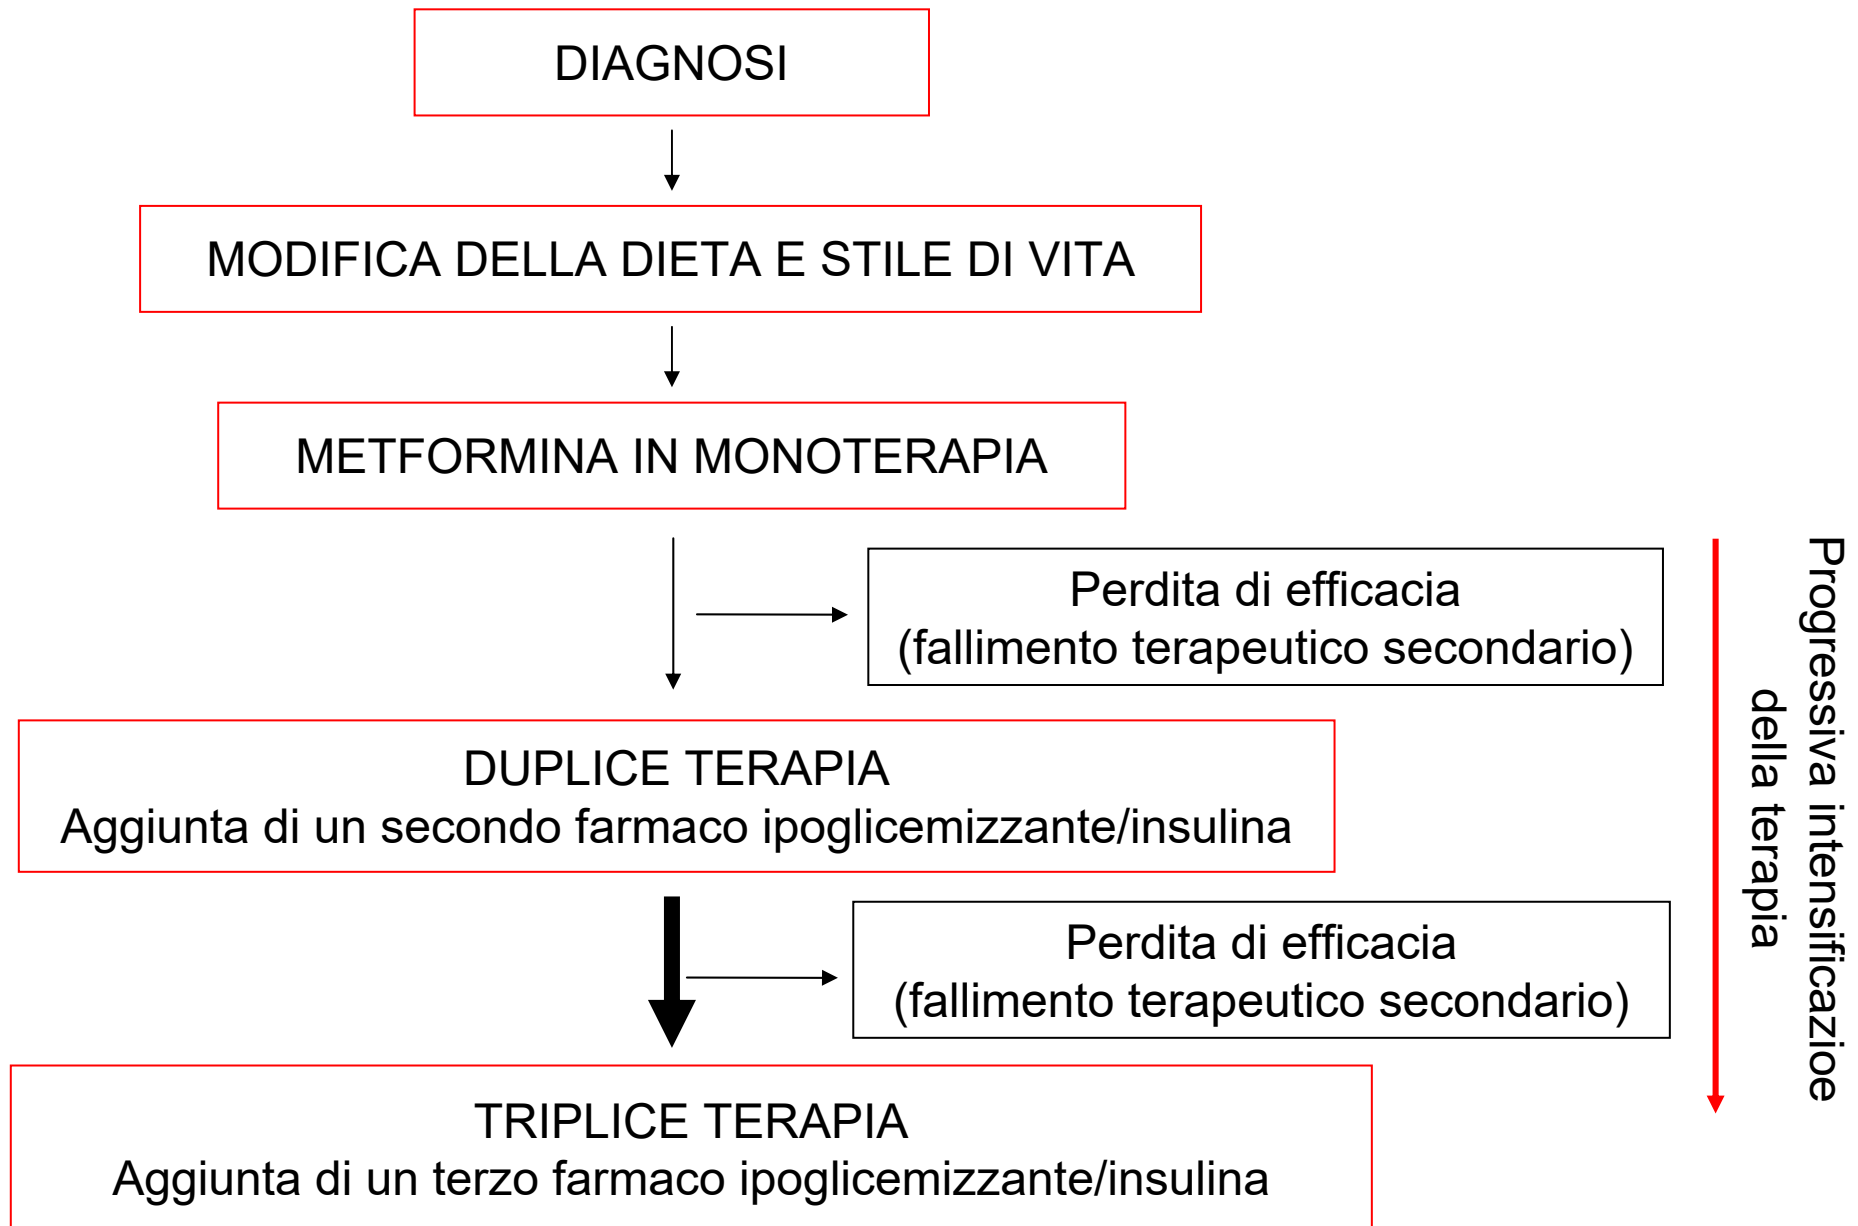 DIAGNOSI
MODIFICA DELLA DIETA E STILE DI VITA
METFORMINA IN MONOTERAPIA
Perdita di efficacia
(fallimento terapeutico secondario)
DUPLICE TERAPIA
Aggiunta di un secondo farmaco ipoglicemizzante/insulina
Perdita di efficacia
(fallimento terapeutico secondario)
TRIPLICE TERAPIA
Aggiunta di un terzo farmaco ipoglicemizzante/insulina
Progressiva intensificazioe
della terapia